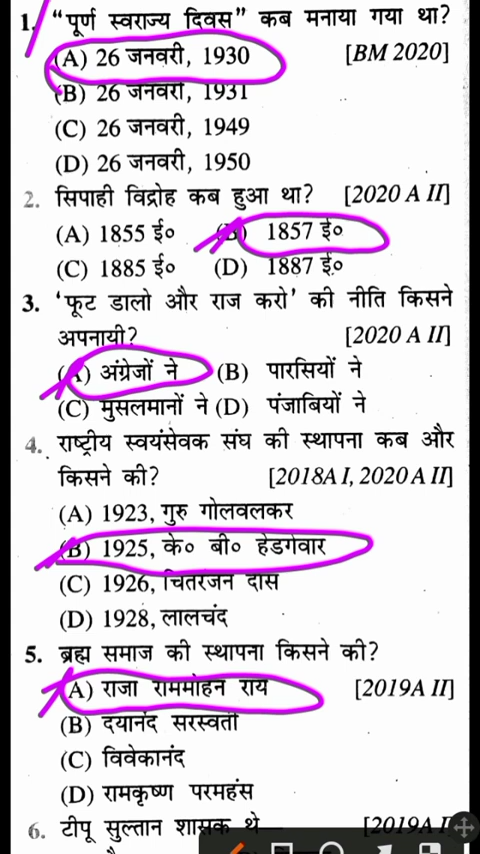 1. “पूर्ण स्वराज्य दिवस” कब मनाया गया था?
(A) 26 जनवरी, 1930 [BM 2020]
(B) 26 जनवरी, 1931
(C) 26 जनवरी, 1949
(D) 26 जनवरी, 1950
2. सिपाही विद्रोह कब हुआ था? [2020 A II]
(A) 1855 ई० (B) 1857 ई०
(C) 1885 ई० (D) 1887 ई०
3. ‘फूट डालो और राज करो’ की नीति किसने
अपनायी? [2020 A II]
(A) अंग्रेजों ने (B) पारसियों ने
(C) मुसलमानों ने (D) पंजाबियों ने
4. राष्ट्रीय स्वयंसेवक संघ की स्थापना कब और
किसने की? [2018A I, 2020 A II]
(A) 1923, गुरु गोलवलकर
(B) 1925, के० बी० हेडगेवार
(C) 1926, चितरंजन दास
(D) 1928, लालचंद
5. ब्रह्म समाज की स्थापना किसने की?
(A) राजा राममोहन राय [2019A II]
(B) दयानंद सरस्वती
(C) विवेकानंद
(D) रामकृष्ण परमहंस
6. टीपू सुल्तान शासक थे [2019A